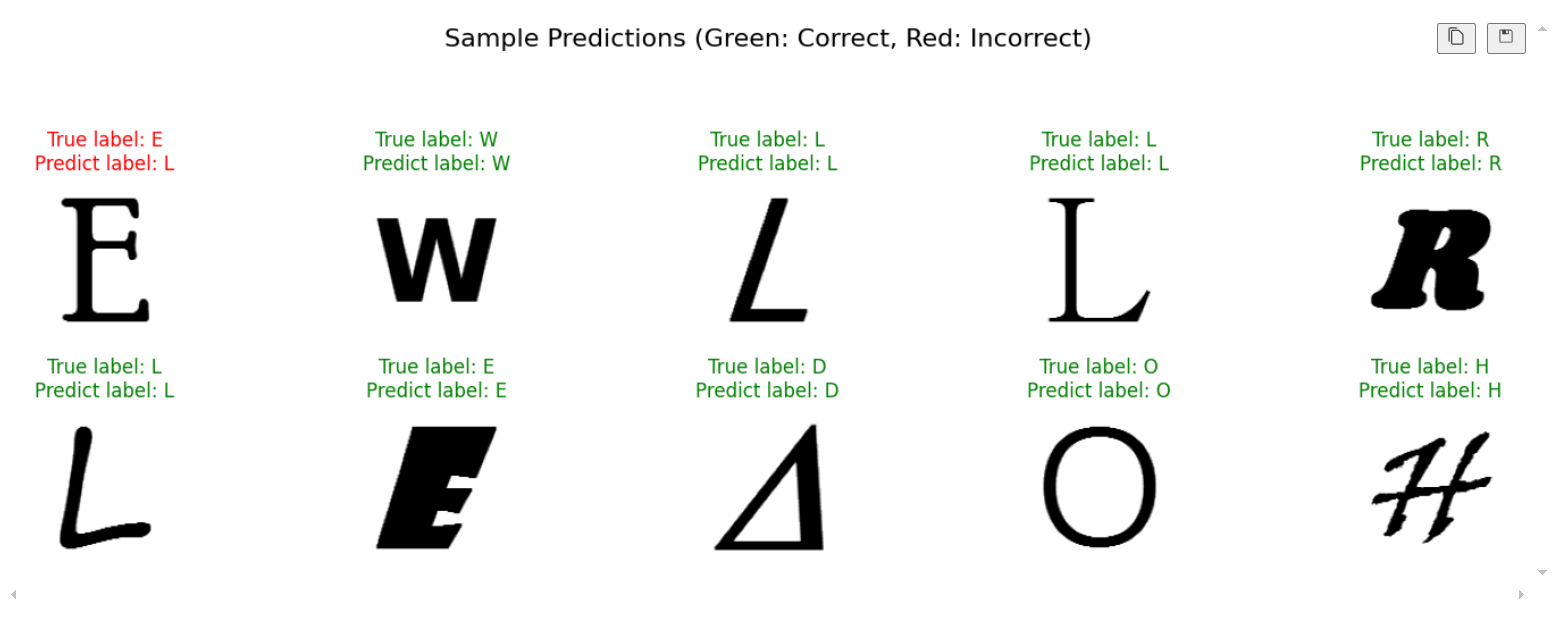 Sample Predictions (Green: Correct, Red: Incorrect)
True label: E
Predict label: L
E
True label: W
Predict label: W
W
True label: L
Predict label: L
L
True label: L
Predict label: L
L
True label: R
Predict label: R
R
True label: L
Predict label: L
L
True label: E
Predict label: E
E
True label: D
Predict label: D
Δ
True label: O
Predict label: O
O
True label: H
Predict label: H
H